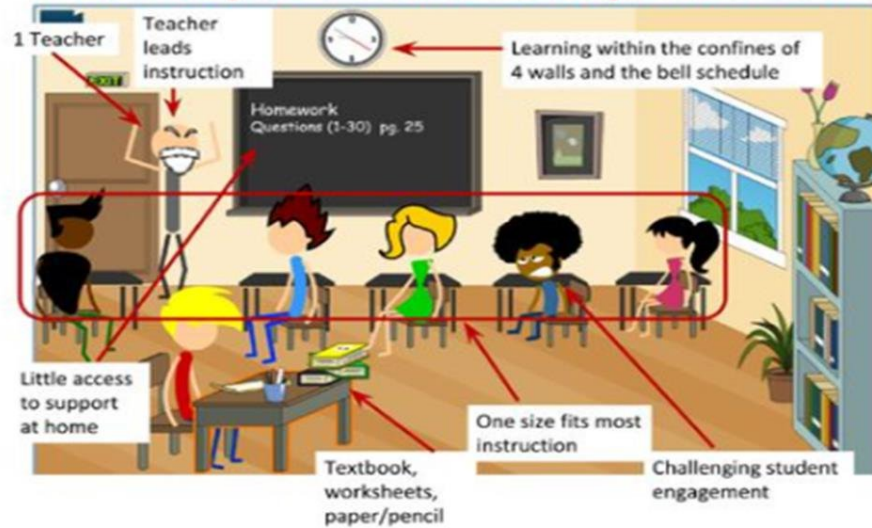 1 Teacher
Teacher
leads
instruction
Learning within the confines of
4 walls and the bell schedule
EXIT
Homework
Questions (1-30) pg. 25
Little access
to support
at home
One size fits most
instruction
Textbook,
worksheets,
paper/pencil
Challenging student
engagement